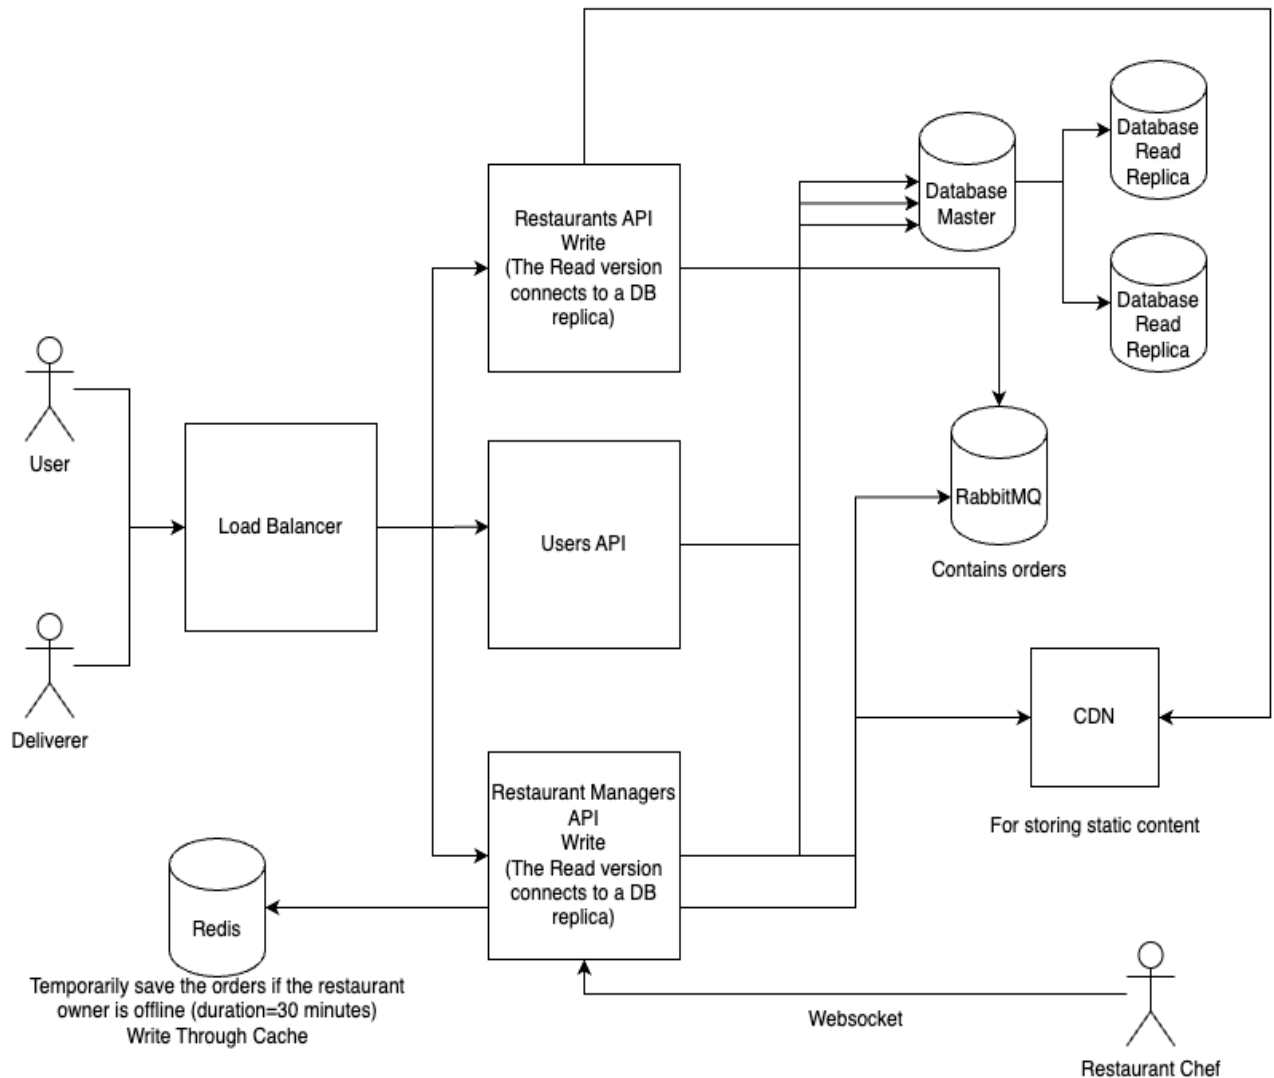 Database
Read
Replica
Database
Master
Restaurants API
Write
(The Read version
connects to a DB
replica)
Database
Read
Replica
User
Load Balancer
Users API
RabbitMQ
Contains orders
Deliverer
CDN
For storing static content
Restaurant Managers
API
Write
(The Read version
connects to a DB
replica)
Redis
Temporarily save the orders if the restaurant
owner is offline (duration=30 minutes)
Write Through Cache
Websocket
Restaurant Chef